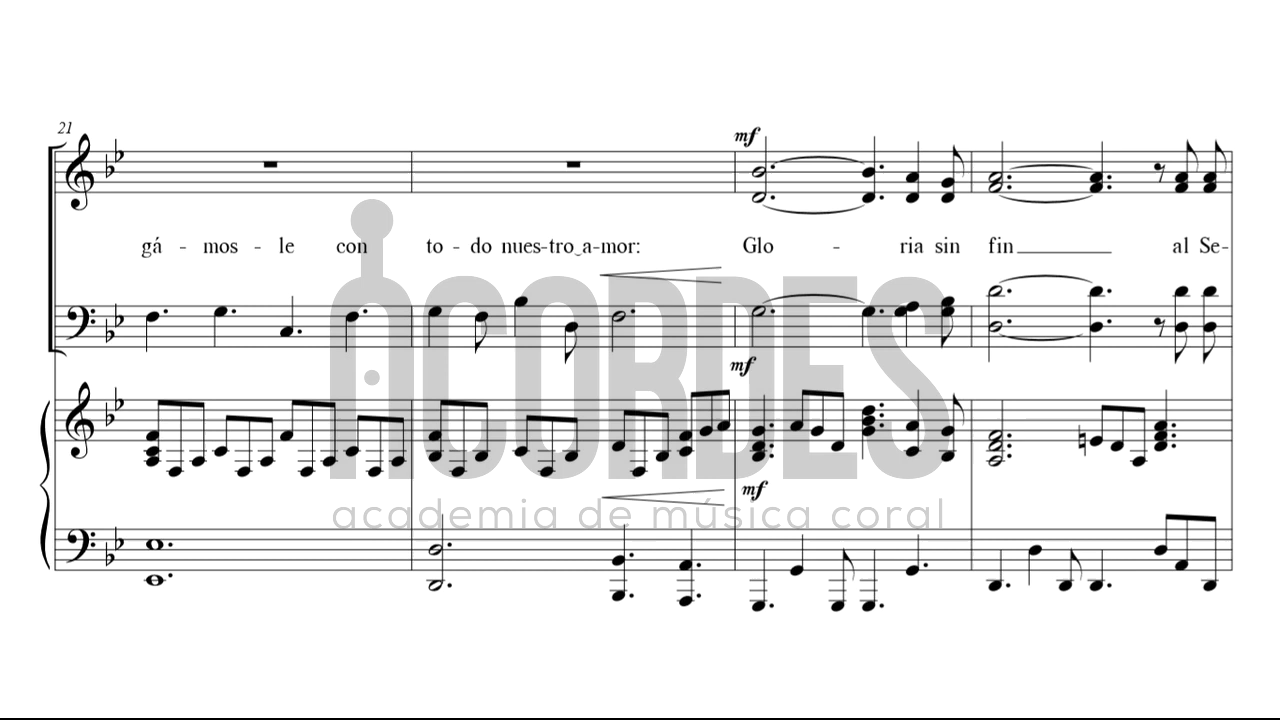 21
mf
gá - mos - le con to - do nues-tro‿a-mor: Glo - ria sin fin al Se-
mf
ACORDES
mf
academia de música coral